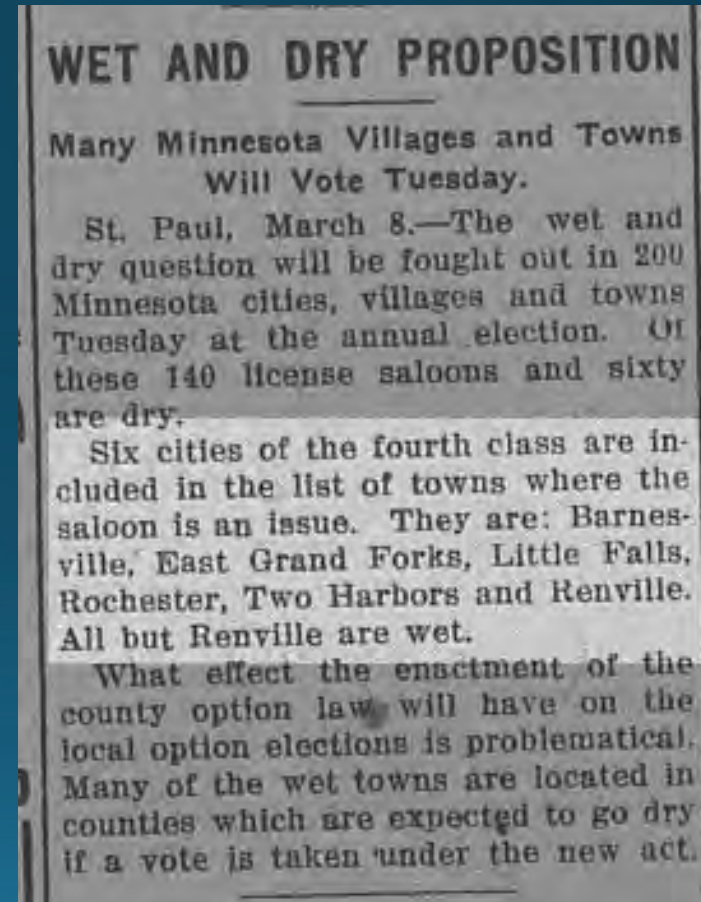 WET AND DRY PROPOSITION
Many Minnesota Villages and Towns
Will Vote Tuesday.
St. Paul, March 8.—The wet and
dry question will be fought out in 200
Minnesota cities, villages and towns
Tuesday at the annual election. Of
these 140 license saloons and sixty
are dry.
Six cities of the fourth class are in-
cluded in the list of towns where the
saloon is an issue. They are: Barnes-
ville, East Grand Forks, Little Falls,
Rochester, Two Harbors and Renville.
All but Renville are wet.
What effect the enactment of the
county option law will have on the
local option elections is problematical.
Many of the wet towns are located in
counties which are expected to go dry
if a vote is taken under the new act.